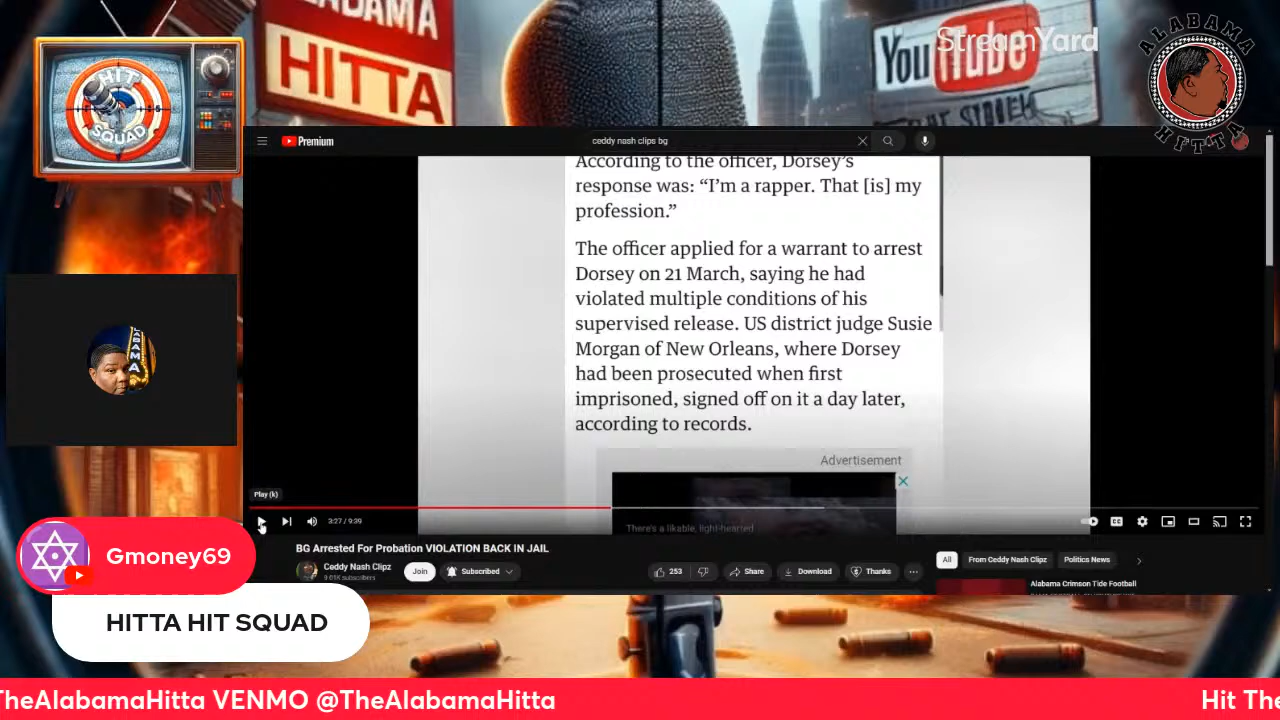 ALABAMA
HITTA
YouTube
StreamYard
ALABAMA
HITTA
HIT
SQUAD
Premium
ceddy nash clips bg
According to the officer, Dorsey's
response was: “I’m a rapper. That [is] my
profession.”
The officer applied for a warrant to arrest
Dorsey on 21 March, saying he had
violated multiple conditions of his
supervised release. US district judge Susie
Morgan of New Orleans, where Dorsey
had been prosecuted when first
imprisoned, signed off on it a day later,
according to records.
Advertisement
There's a likable, light-hearted
ALABAMA
Play (k)
3:27 / 9:39
BG Arrested For Probation VIOLATION BACK IN JAIL
Ceddy Nash Clipz
Join
Subscribed
253
Share
Download
Thanks
All
From Ceddy Nash Clipz
Politics News
Alabama Crimson Tide Football
Gmoney69
HITTA HIT SQUAD
TheAlabamaHitta VENMO @TheAlabamaHitta
Hit The